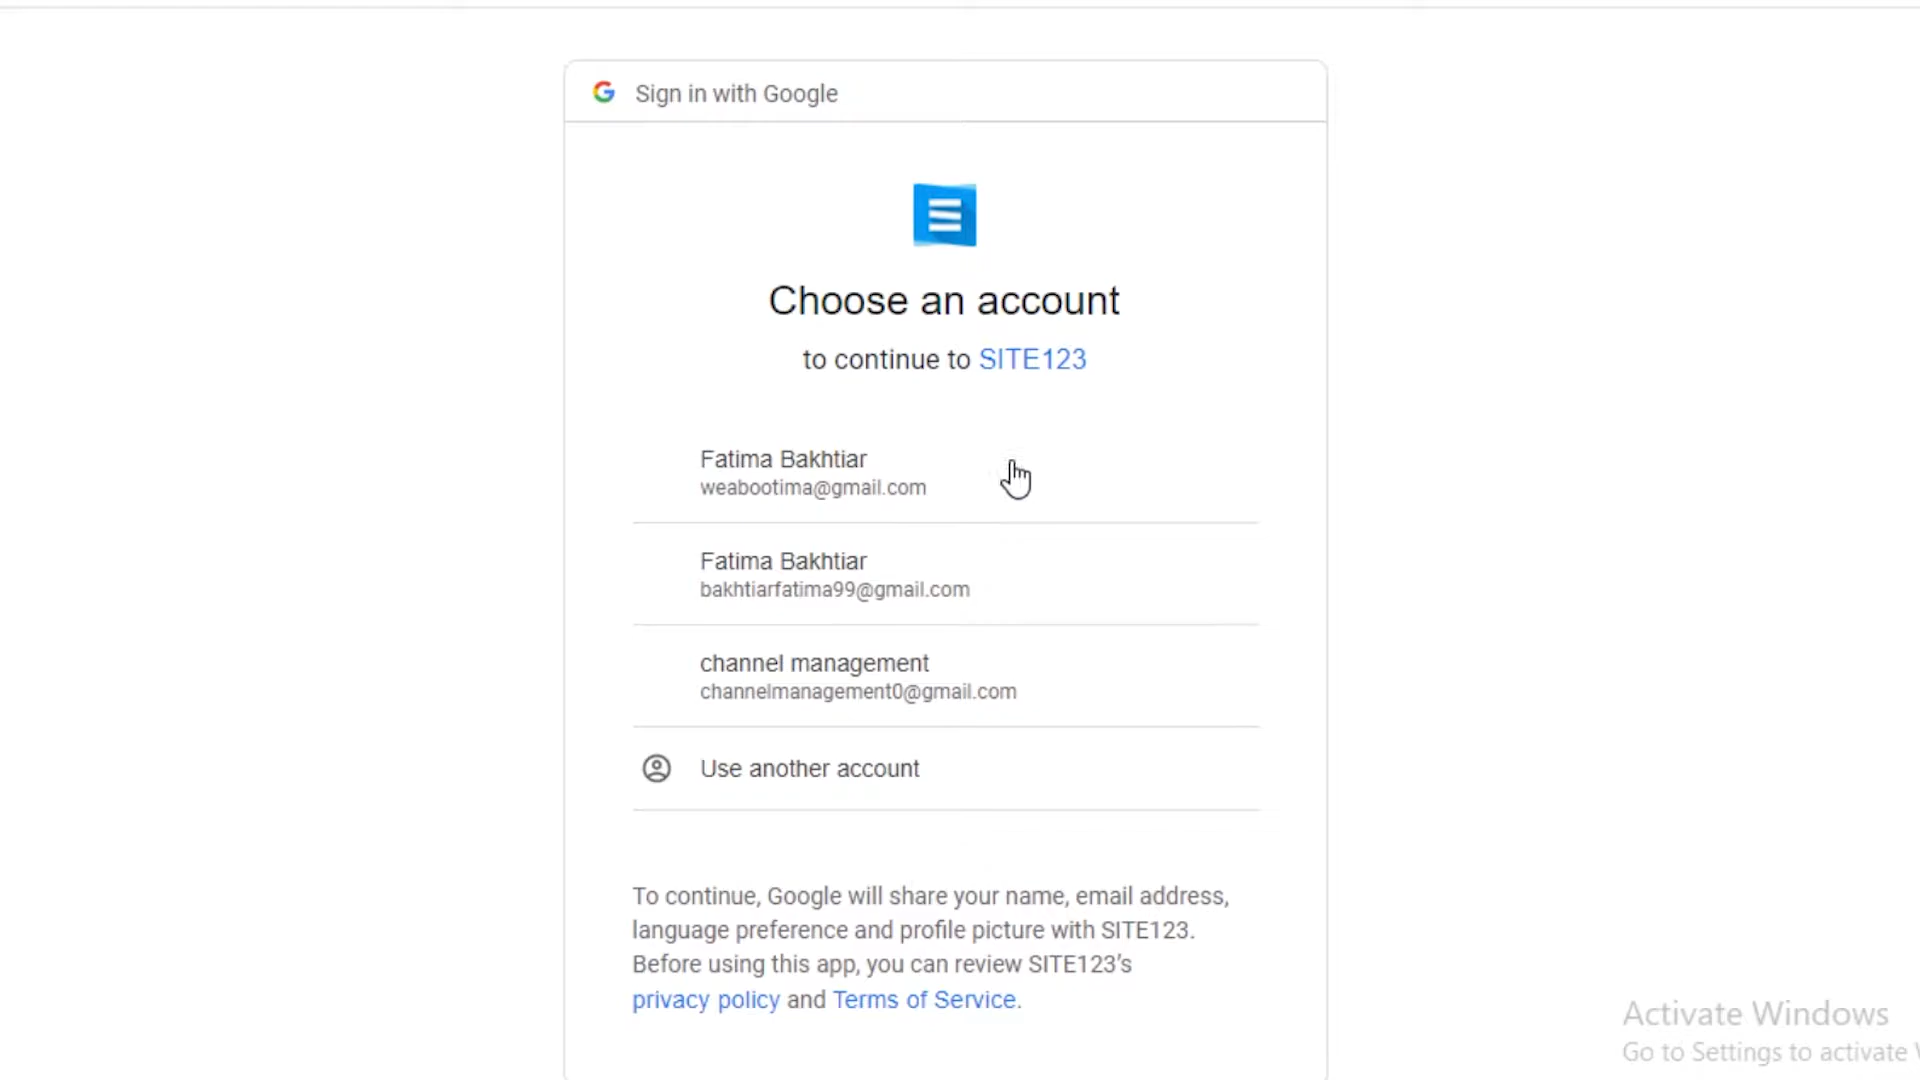 Sign in with Google
Choose an account
to continue to SITE123
Fatima Bakhtiar
weabootima@gmail.com
Fatima Bakhtiar
bakhtiarfatima99@gmail.com
channel management
channelmanagement0@gmail.com
Use another account
To continue, Google will share your name, email address,
language preference and profile picture with SITE123.
Before using this app, you can review SITE123's
privacy policy and Terms of Service.
Activate Windows
Go to Settings to activate